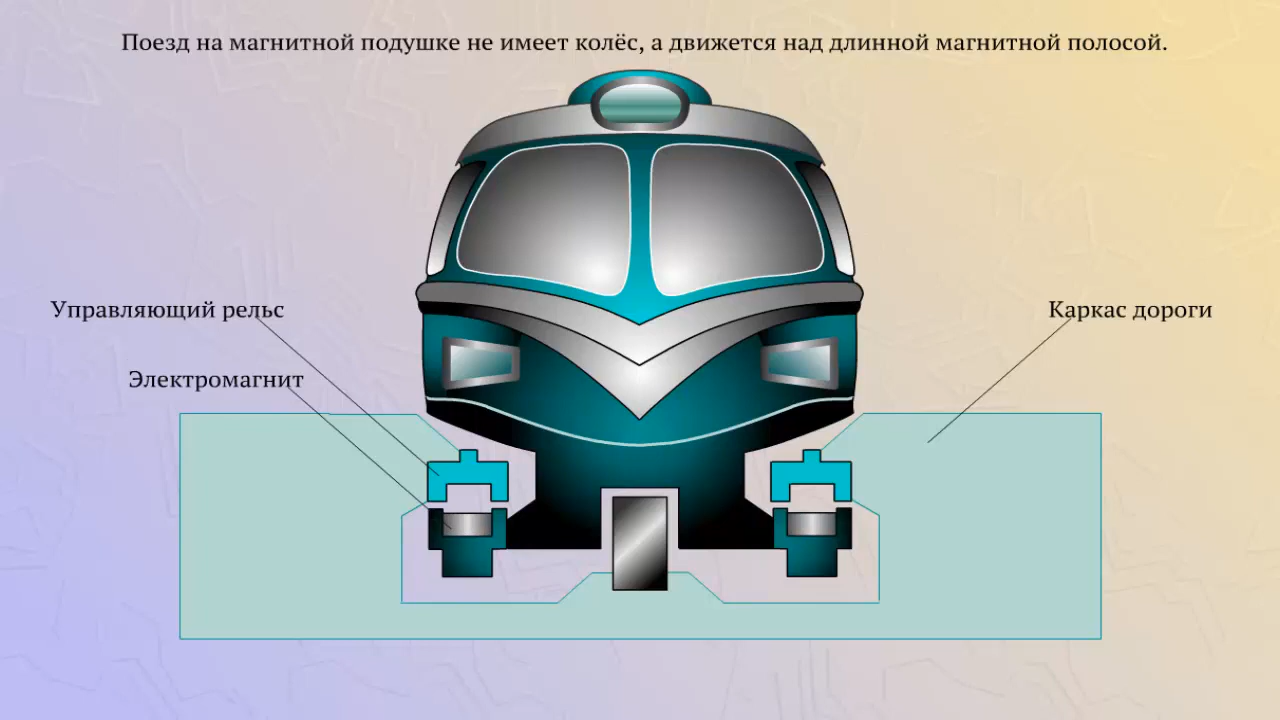 Поезд на магнитной подушке не имеет колёс, а движется над длинной магнитной полосой.
Управляющий рельс
Каркас дороги
Электромагнит